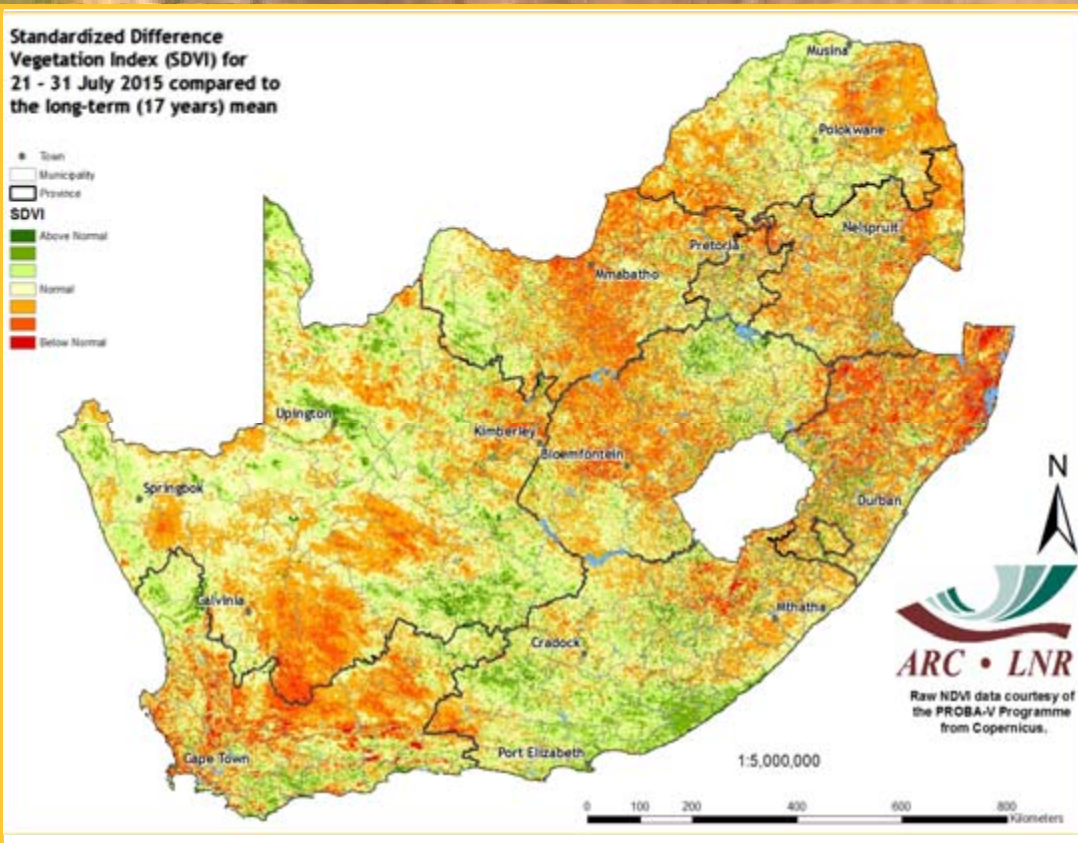 Standardized Difference
Vegetation Index (SDVI) for
21 - 31 July 2015 compared to
the long-term (17 years) mean
Town
Municipality
Province
SDVI
Above Normal
Normal
Below Normal
Musina
Polokwane
Nelspruit
Pretoria
Mmabatho
Upington
Kimberley
Bloemfontein
Springbok
Durban
Calvinia
Mthatha
Cradock
Cape Town
Port Elizabeth
N
ARC • LNR
Raw NDVI data courtesy of
the PROBA-V Programme
from Copernicus.
1:5,000,000
0 100 200 400 600 800
Kilometers